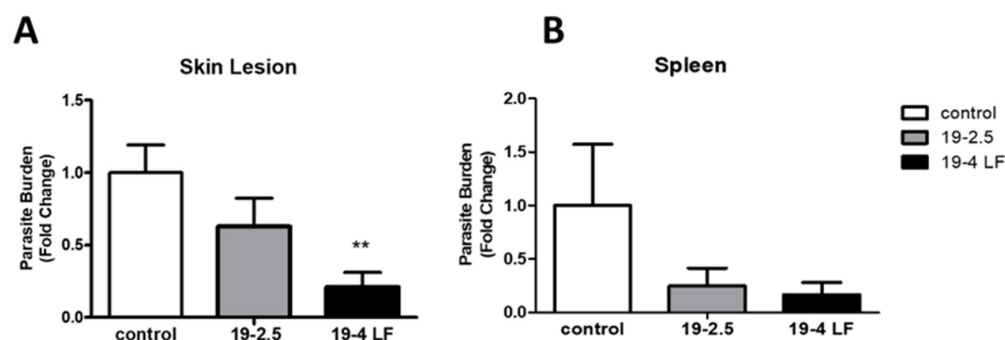 A
Skin Lesion
Parasite Burden
(Fold Change)
1.5
1.0
0.5
0.0
**
control
19-2.5
19-4 LF
B
Spleen
Parasite Burden
(Fold Change)
2.0
1.5
1.0
0.5
0.0
control
19-2.5
19-4 LF
control
19-2.5
19-4 LF